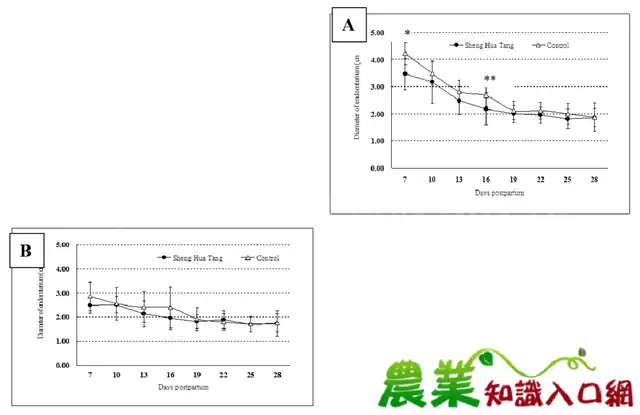 A
5.00
4.00
3.00
2.00
1.00
0.00
Diameter of endometrium(cm
Sheng Hua Tang
Control
*
**
7 10 13 16 19 22 25 28
Days postpartum
B
5.00
4.00
3.00
2.00
1.00
0.00
Diameter of endometrium(cm
Sheng Hua Tang
Control
7 10 13 16 19 22 25 28
Days postpartum
農業知識入口網